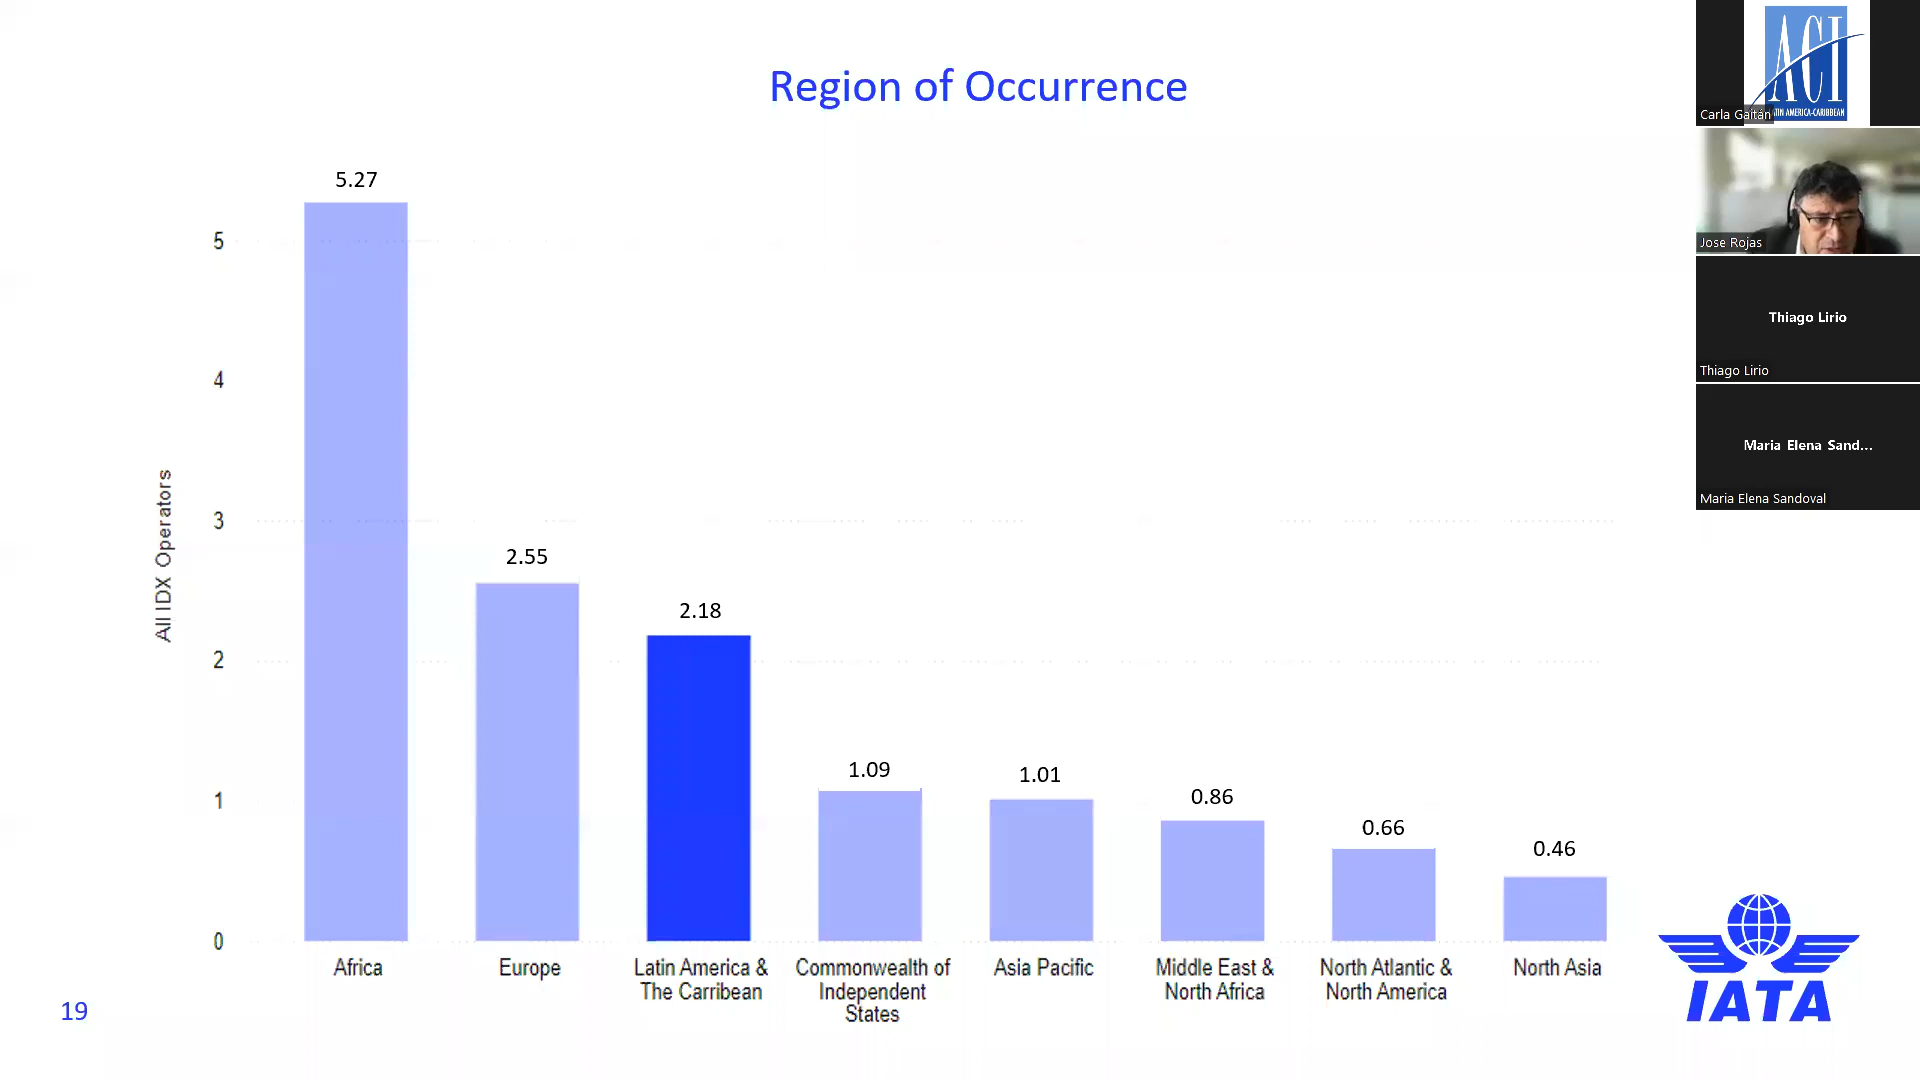 Region of Occurrence
5.27
2.55
2.18
1.09
1.01
0.86
0.66
0.46
5
4
3
2
1
0
All IDX Operators
Africa
Europe
Latin America &
The Carribean
Commonwealth of
Independent
States
Asia Pacific
Middle East &
North Africa
North Atlantic &
North America
North Asia
19
IATA
ACI
LATIN AMERICA-CARIBBEAN
Carla Gaitán
Jose Rojas
Thiago Lirio
Thiago Lirio
Maria Elena Sand...
Maria Elena Sandoval